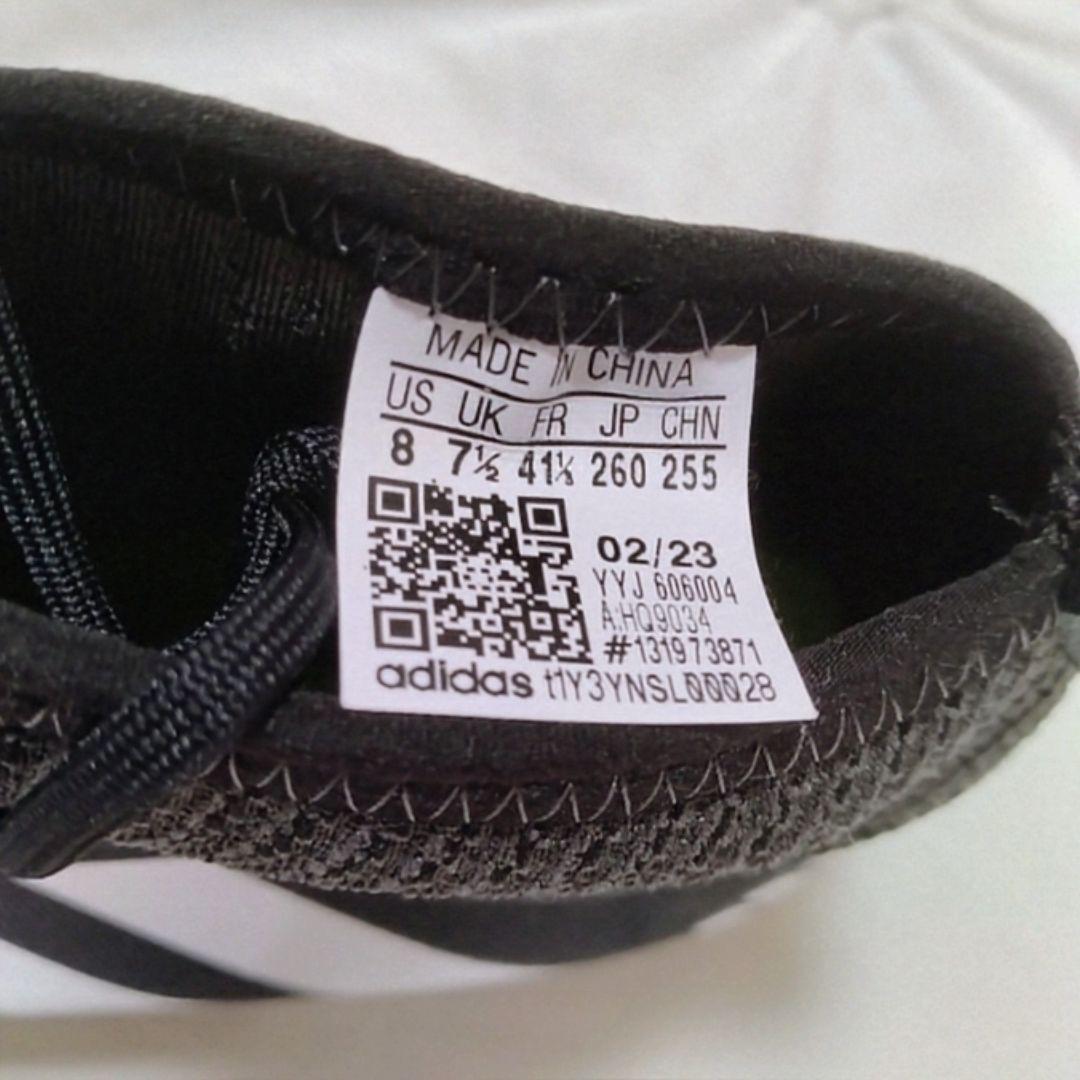 MADE IN CHINA
US UK FR JP CHN
8 7½ 41⅓ 260 255
02/23
YYJ 606004
A:HQ9034
#131973871
adidas t1Y3YNSL00028